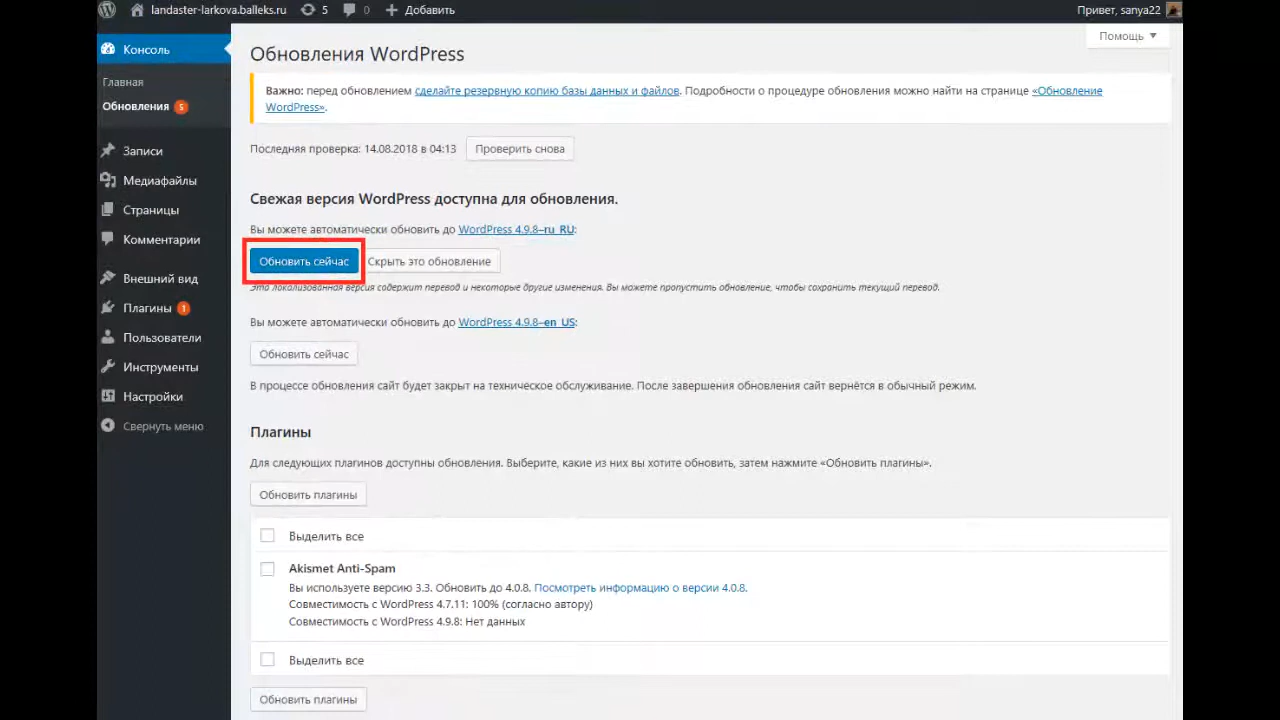 landaster-larkova.balleks.ru 5 0 Добавить Привет, sanya22
Помощь
Консоль
Главная
Обновления 5
Записи
Медиафайлы
Страницы
Комментарии
Внешний вид
Плагины 1
Пользователи
Инструменты
Настройки
Свернуть меню
Обновления WordPress
Важно: перед обновлением сделайте резервную копию базы данных и файлов. Подробности о процедуре обновления можно найти на странице «Обновление
WordPress».
Последняя проверка: 14.08.2018 в 04:13 Проверить снова
Свежая версия WordPress доступна для обновления.
Вы можете автоматически обновить до WordPress 4.9.8–ru_RU:
Обновить сейчас Скрыть это обновление
Эта локализованная версия содержит перевод и некоторые другие изменения. Вы можете пропустить обновление, чтобы сохранить текущий перевод.
Вы можете автоматически обновить до WordPress 4.9.8–en_US:
Обновить сейчас
В процессе обновления сайт будет закрыт на техническое обслуживание. После завершения обновления сайт вернётся в обычный режим.
Плагины
Для следующих плагинов доступны обновления. Выберите, какие из них вы хотите обновить, затем нажмите «Обновить плагины».
Обновить плагины
Выделить все
Akismet Anti-Spam
Вы используете версию 3.3. Обновить до 4.0.8. Посмотреть информацию о версии 4.0.8.
Совместимость с WordPress 4.7.11: 100% (согласно автору)
Совместимость с WordPress 4.9.8: Нет данных
Выделить все
Обновить плагины